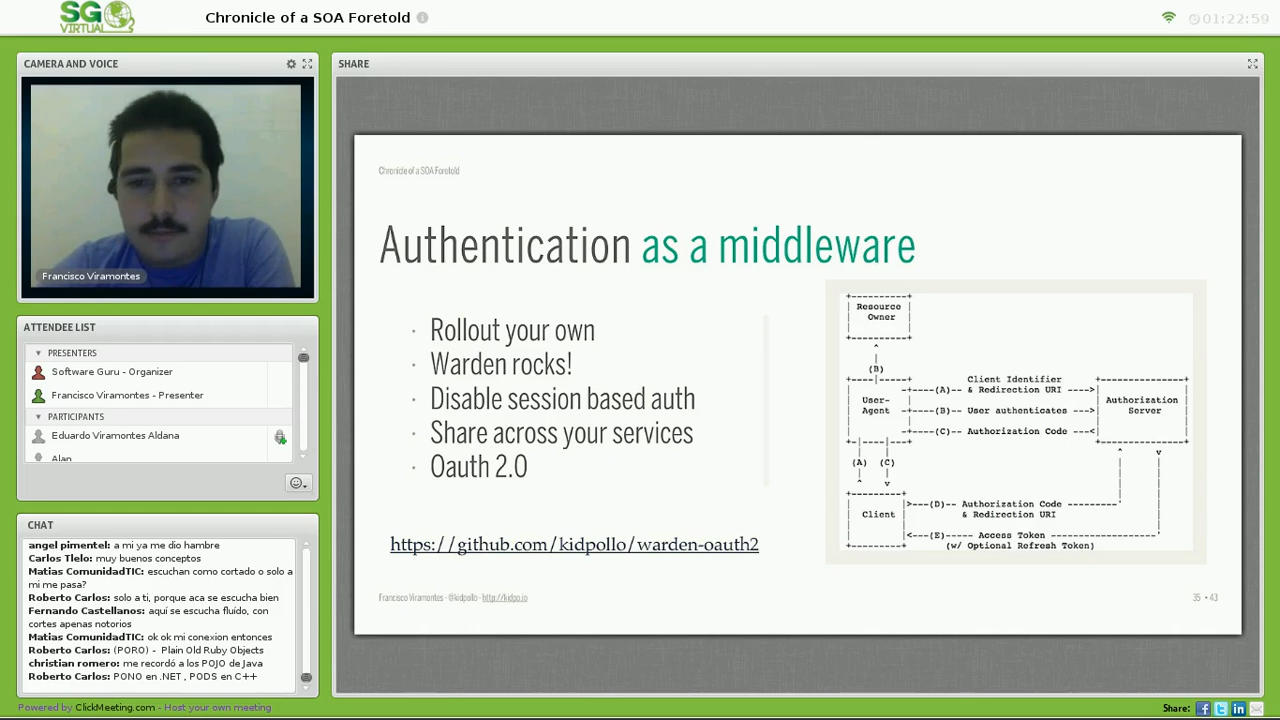 SG
VIRTUAL
Chronicle of a SOA Foretold
01:22:59
CAMERA AND VOICE
Francisco Viramontes
ATTENDEE LIST
PRESENTERS
Software Guru - Organizer
Francisco Viramontes - Presenter
PARTICIPANTS
Eduardo Viramontes Aldana
Alan
CHAT
angel pimentel: a mi ya me dio hambre
Carlos Tlelo: muy buenos conceptos
Matias ComunidadTIC: escuchan como cortado o solo a
mi me pasa?
Roberto Carlos: solo a ti, porque aca se escucha bien
Fernando Castellanos: aquí se escucha fluído, con
cortes apenas notorios
Matias ComunidadTIC: ok ok mi conexion entonces
Roberto Carlos: (PORO) - Plain Old Ruby Objects
christian romero: me recordó a los POJO de Java
Roberto Carlos: PONO en .NET , PODS en C++
SHARE
Chronicle of a SOA Foretold
Authentication as a middleware
· Rollout your own
· Warden rocks!
· Disable session based auth
· Share across your services
· Oauth 2.0
https://github.com/kidpollo/warden-oauth2
Resource
Owner
(B)
Client Identifier
(A)-- & Redirection URI
User-
Agent
(B)-- User authenticates
Authorization
Server
(C)-- Authorization Code
(A) (C)
(D)-- Authorization Code
Client & Redirection URI
(E)-- Access Token
(w/ Optional Refresh Token)
Francisco Viramontes - @kidpollo - http://kidpo.io
35 • 43
Powered by ClickMeeting.com - Host your own meeting
Share: